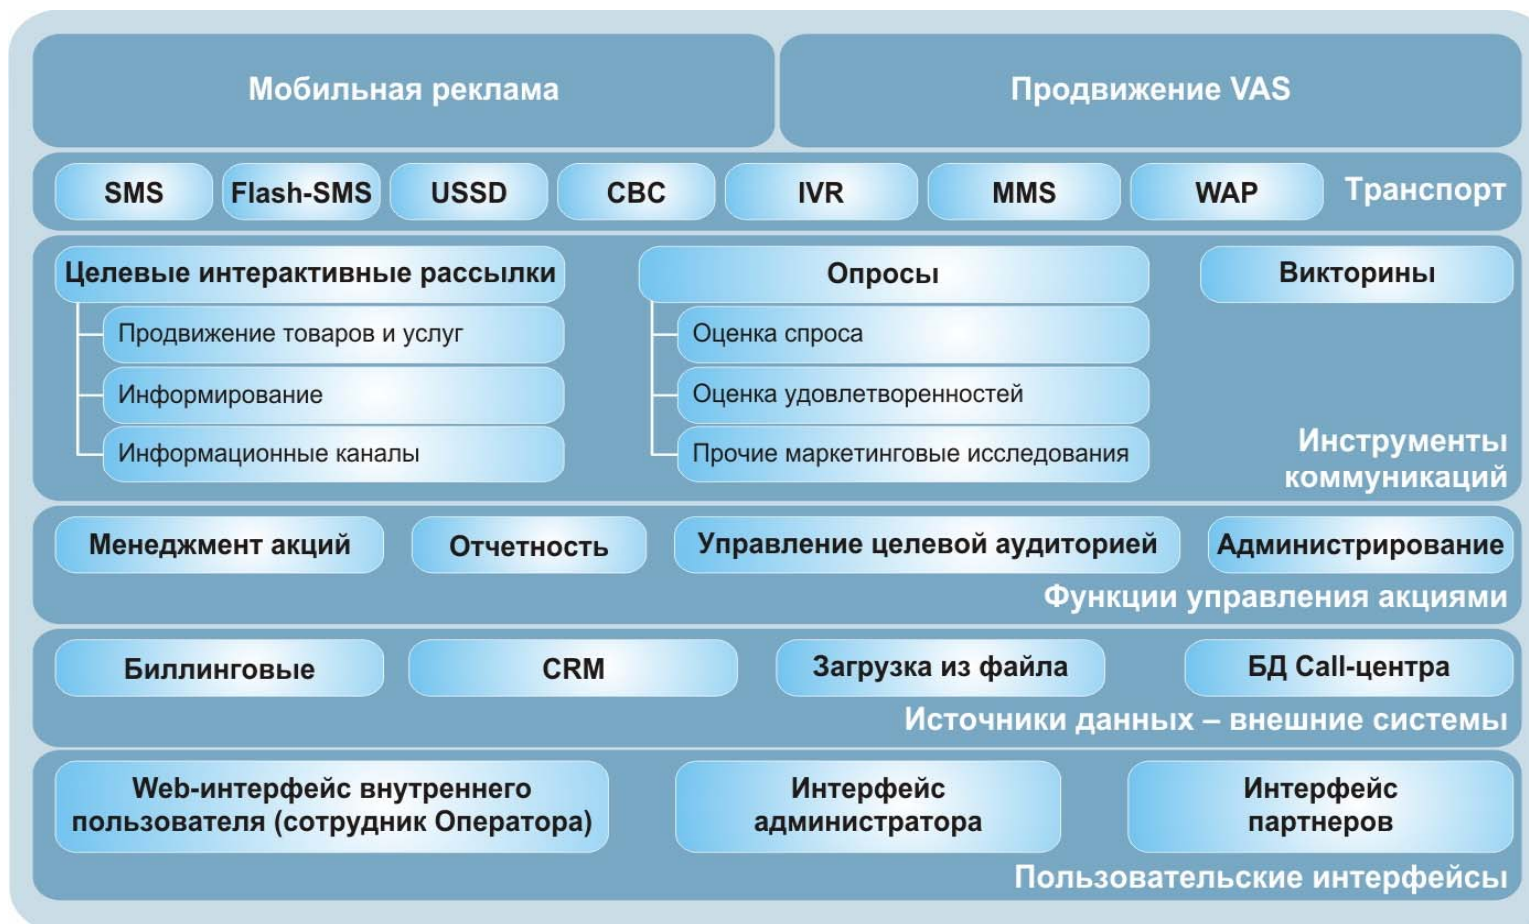 Мобильная реклама
Продвижение VAS
SMS
Flash-SMS
USSD
CBC
IVR
MMS
WAP
Транспорт
Целевые интерактивные рассылки
Продвижение товаров и услуг
Информирование
Информационные каналы
Опросы
Оценка спроса
Оценка удовлетворенностей
Прочие маркетинговые исследования
Викторины
Инструменты
коммуникаций
Менеджмент акций
Отчетность
Управление целевой аудиторией
Администрирование
Функции управления акциями
Биллинговые
CRM
Загрузка из файла
БД Call-центра
Источники данных – внешние системы
Web-интерфейс внутреннего
пользователя (сотрудник Оператора)
Интерфейс
администратора
Интерфейс
партнеров
Пользовательские интерфейсы